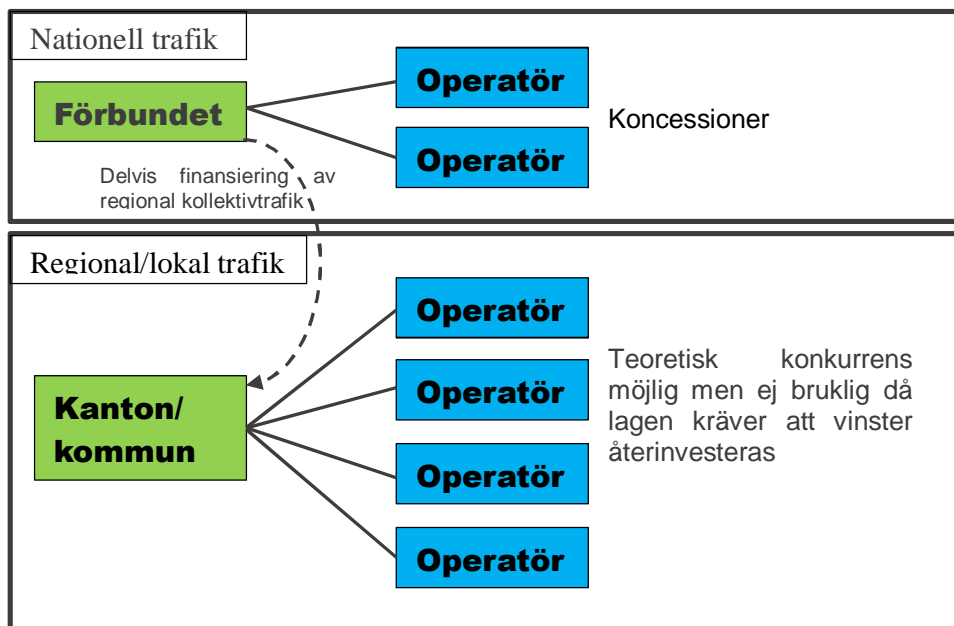 Nationell trafik
Förbundet
Operatör
Operatör
Koncessioner
Delvis finansiering av
regional kollektivtrafik
Regional/lokal trafik
Kanton/
kommun
Operatör
Operatör
Operatör
Operatör
Teoretisk konkurrens
möjlig men ej bruklig då
lagen kräver att vinster
återinvesteras